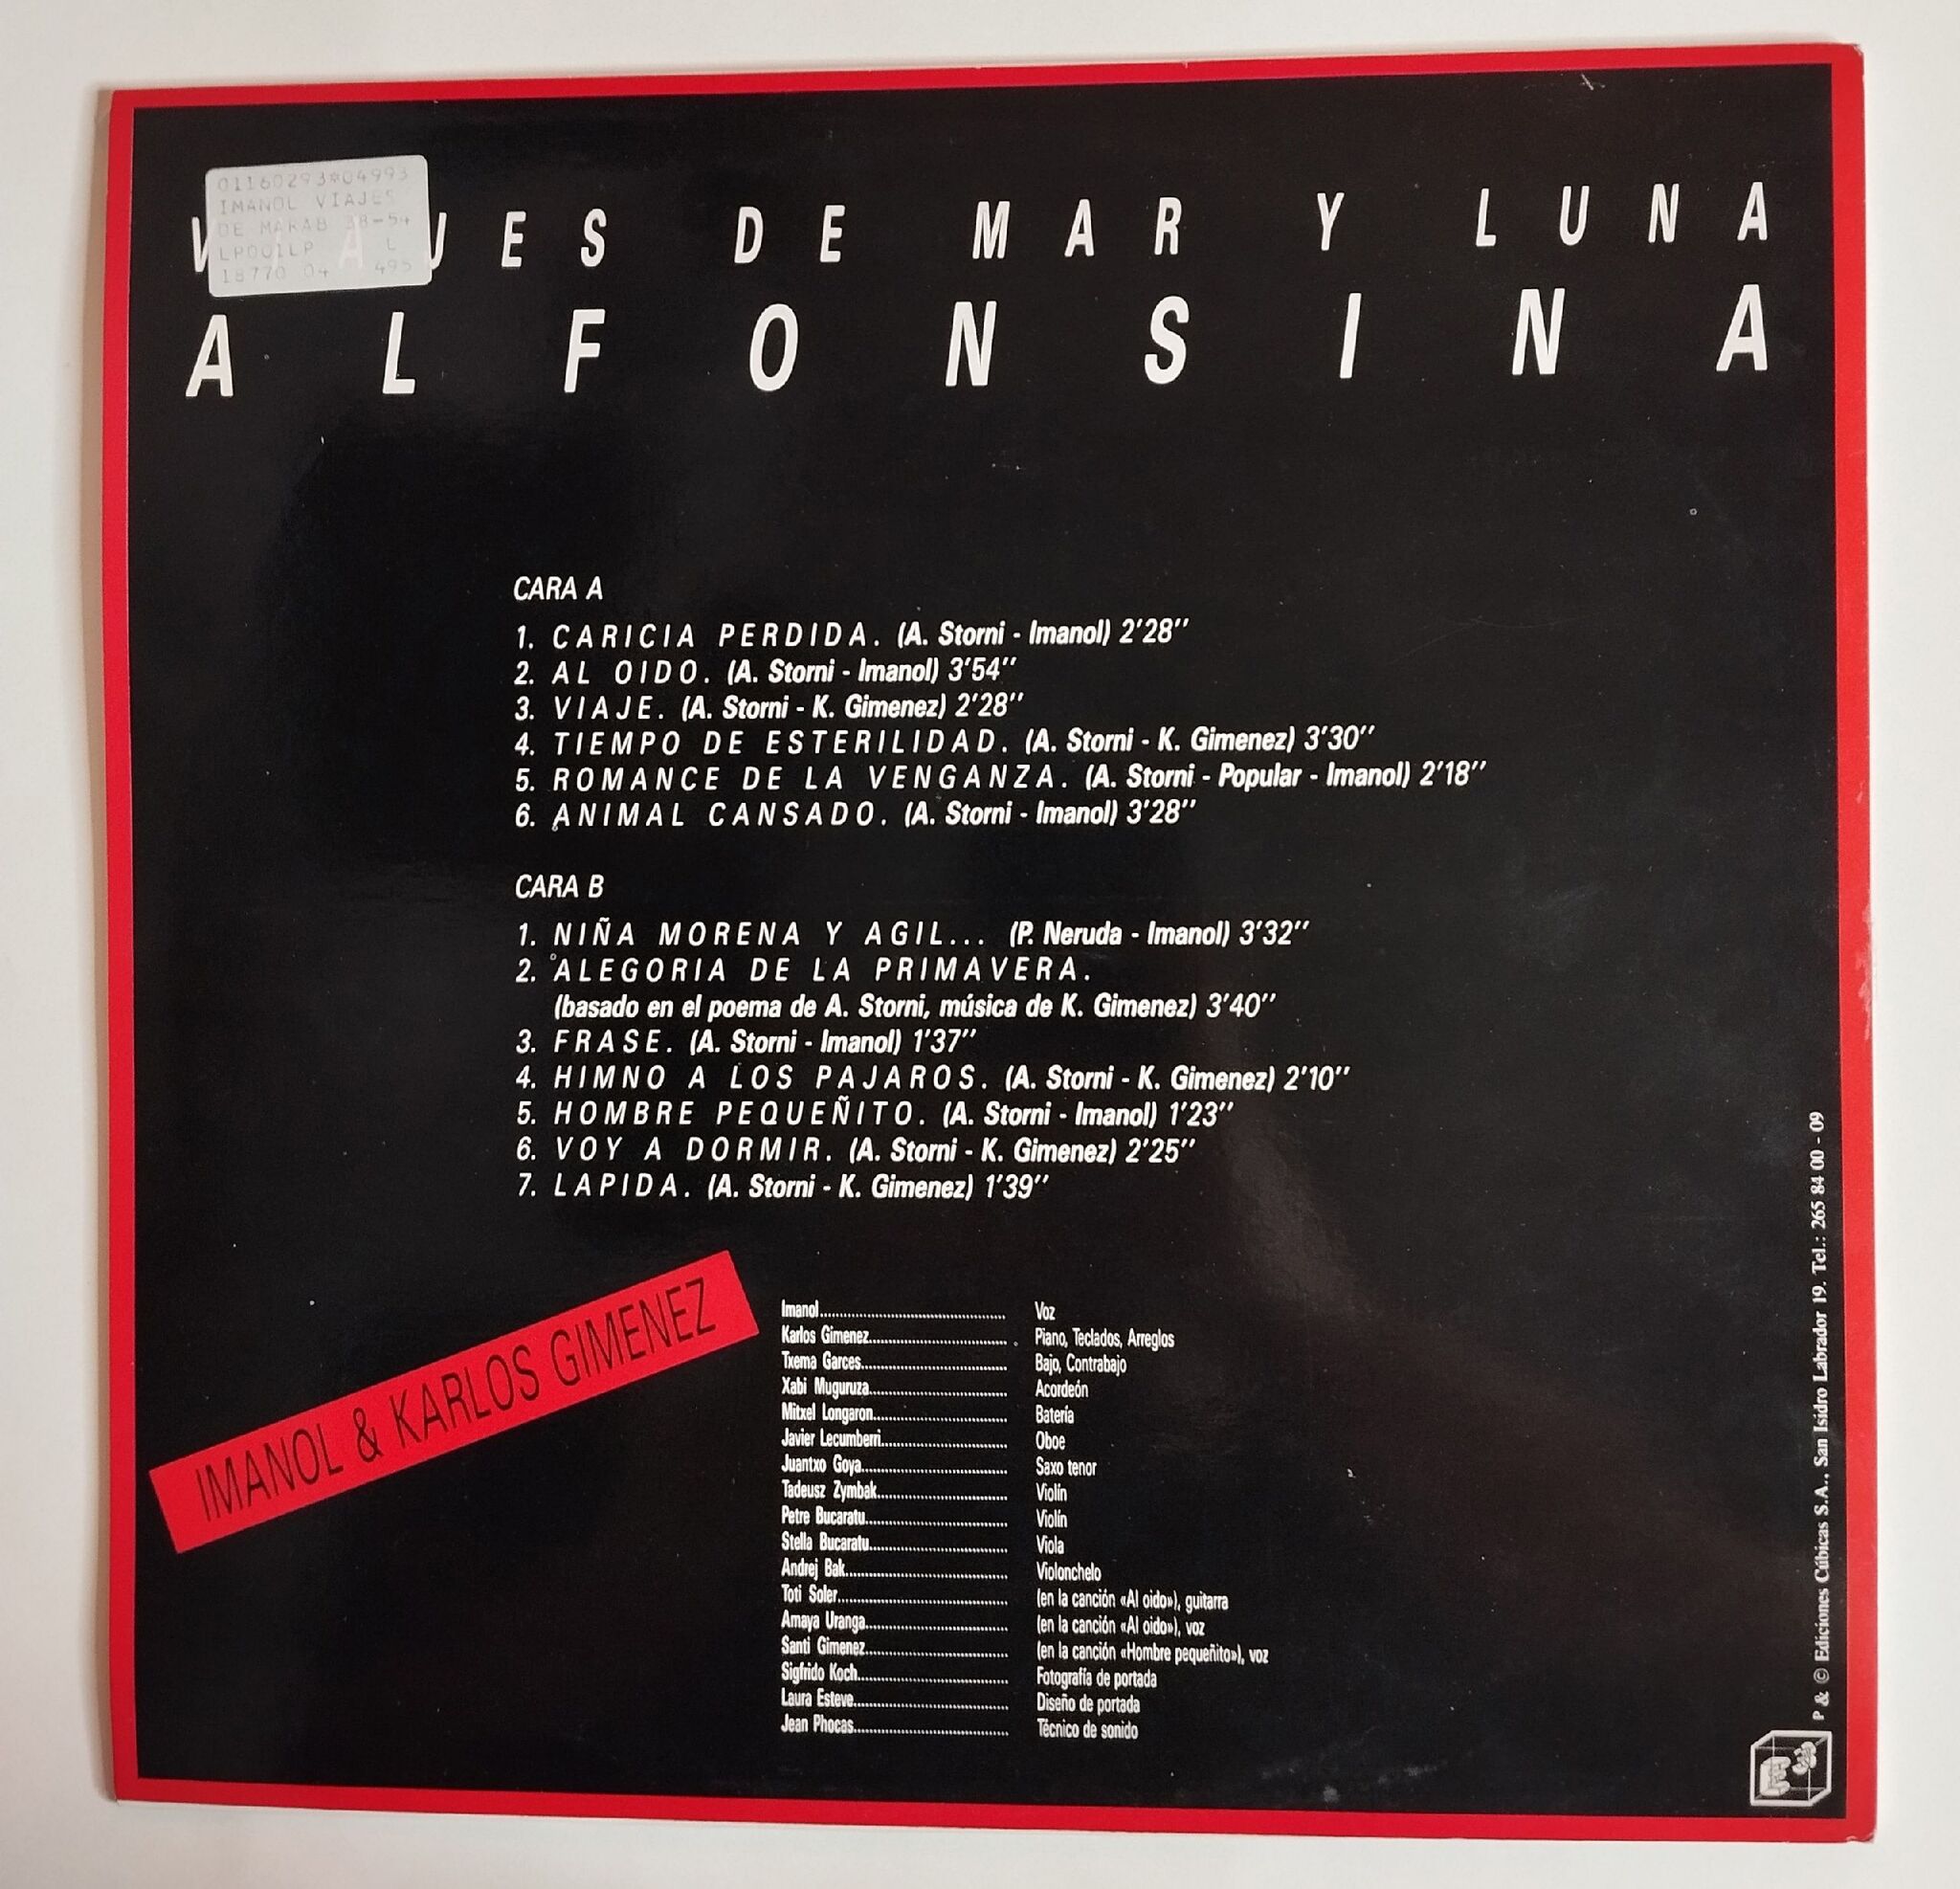 01160293*04993
IMANOL VIAJES
DE MARAB 38-54
LP001LP L
18770 04 495
VIAJES DE MAR Y LUNA
ALFONSINA
CARA A
1. CARICIA PERDIDA. (A. Storni - Imanol) 2'28''
2. AL OIDO. (A. Storni - Imanol) 3'54''
3. VIAJE. (A. Storni - K. Gimenez) 2'28''
4. TIEMPO DE ESTERILIDAD. (A. Storni - K. Gimenez) 3'30''
5. ROMANCE DE LA VENGANZA. (A. Storni - Popular - Imanol) 2'18''
6. ANIMAL CANSADO. (A. Storni - Imanol) 3'28''
CARA B
1. NIÑA MORENA Y AGIL... (P. Neruda - Imanol) 3'32''
2. ALEGORIA DE LA PRIMAVERA.
(basado en el poema de A. Storni, música de K. Gimenez) 3'40''
3. FRASE. (A. Storni - Imanol) 1'37''
4. HIMNO A LOS PAJAROS. (A. Storni - K. Gimenez) 2'10''
5. HOMBRE PEQUEÑITO. (A. Storni - Imanol) 1'23''
6. VOY A DORMIR. (A. Storni - K. Gimenez) 2'25''
7. LAPIDA. (A. Storni - K. Gimenez) 1'39''
IMANOL & KARLOS GIMENEZ
Imanol Voz
Karlos Gimenez Piano, Teclados, Arreglos
Txema Garces Bajo, Contrabajo
Xabi Muguruza Acordeón
Mitxel Longaron Batería
Javier Lecumberri Oboe
Juantxo Goya Saxo tenor
Tadeusz Zymbak Violín
Petre Bucaratu Violín
Stella Bucaratu Viola
Andrej Bak Violonchelo
Toti Soler (en la canción «Al oido»), guitarra
Amaya Uranga (en la canción «Al oido»), voz
Santi Gimenez (en la canción «Hombre pequeñito»), voz
Sigfrido Koch Fotografía de portada
Laura Esteve Diseño de portada
Jean Phocas Técnico de sonido
P & © Ediciones Cúbicas S.A., San Isidro Labrador 19. Tel.: 265 84 00 - 09
E3